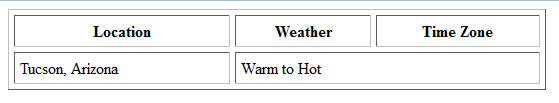 Location Weather Time Zone
Tucson, Arizona Warm to Hot